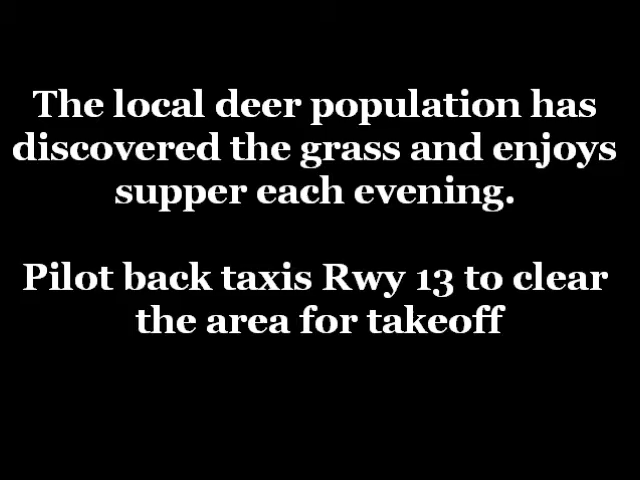 The local deer population has
discovered the grass and enjoys
supper each evening.
Pilot back taxis Rwy 13 to clear
the area for takeoff